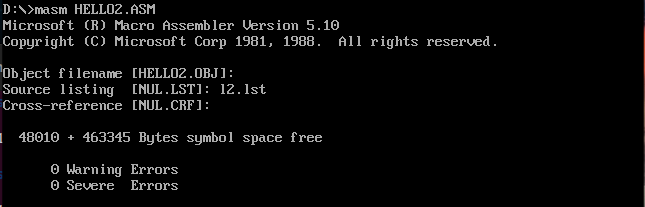 D:\>masm HELLO2.ASM
Microsoft (R) Macro Assembler Version 5.10
Copyright (C) Microsoft Corp 1981, 1988.  All rights reserved.
Object filename [HELLO2.OBJ]:
Source listing  [NUL.LST]: l2.lst
Cross-reference [NUL.CRF]:
48010 + 463345 Bytes symbol space free
0 Warning Errors
0 Severe  Errors